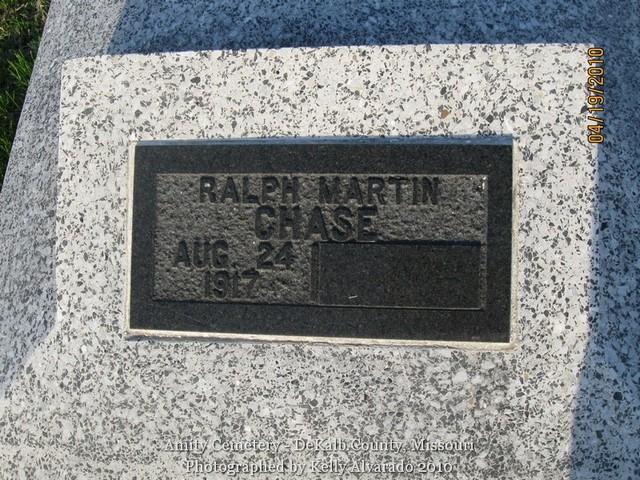 04/19/2010
RALPH MARTIN
CHASE
AUG. 24
1917
Amity Cemetery - DeKalb County, Missouri
Photographed by Kelly Alvarado 2010